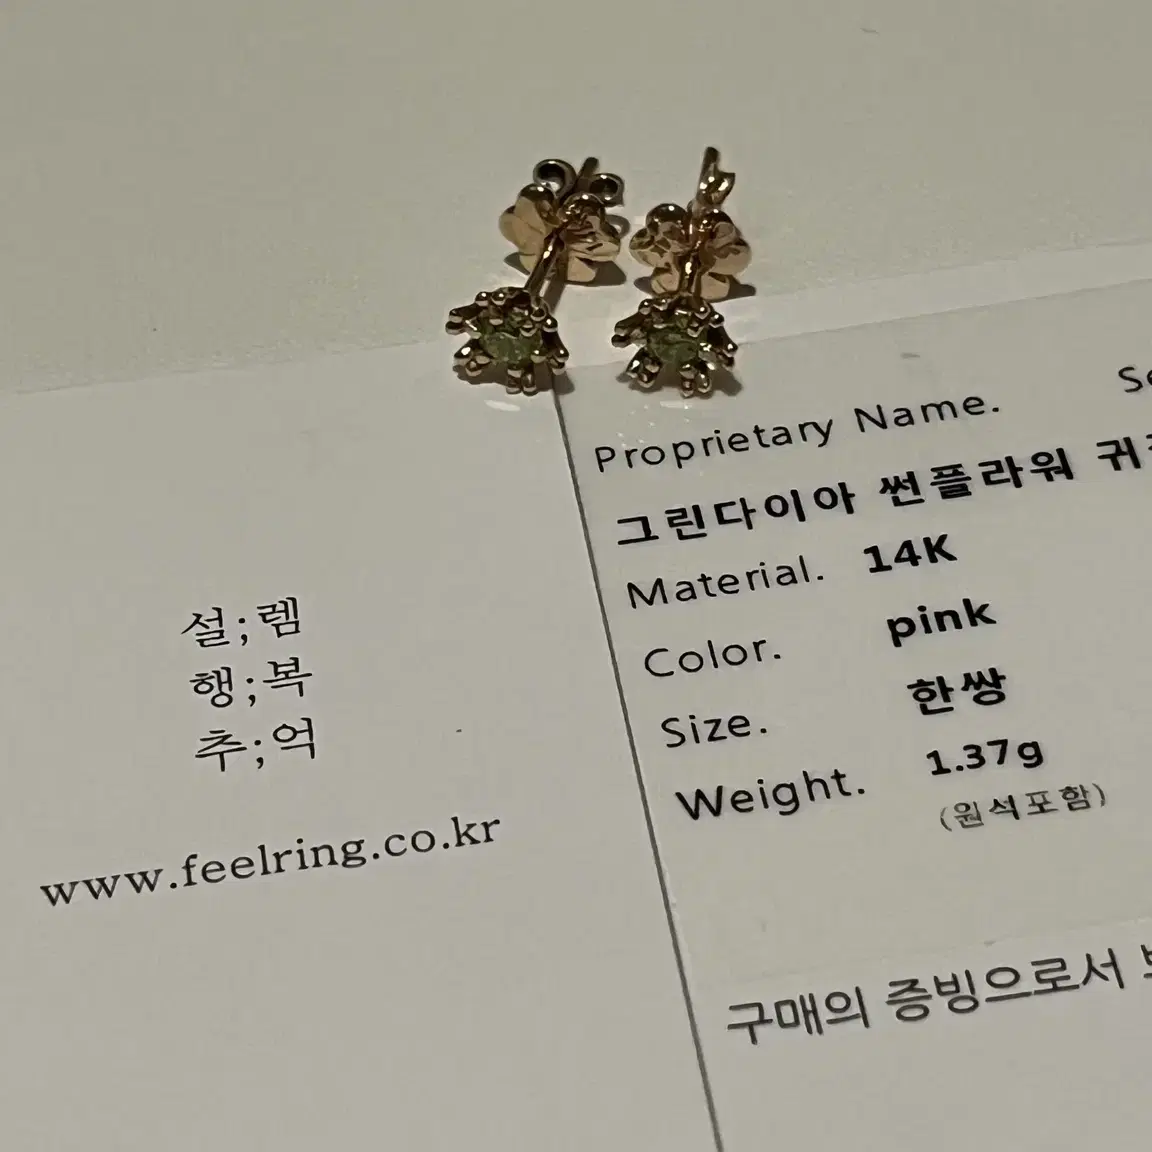 설;렘
행;복
추;억
www.feelring.co.kr
Proprietary Name.
그린다이아 썬플라워
Material. 14K
Color. pink
Size. 한쌍
Weight. 1.37g
(원석포함)
구매의 증빙으로서